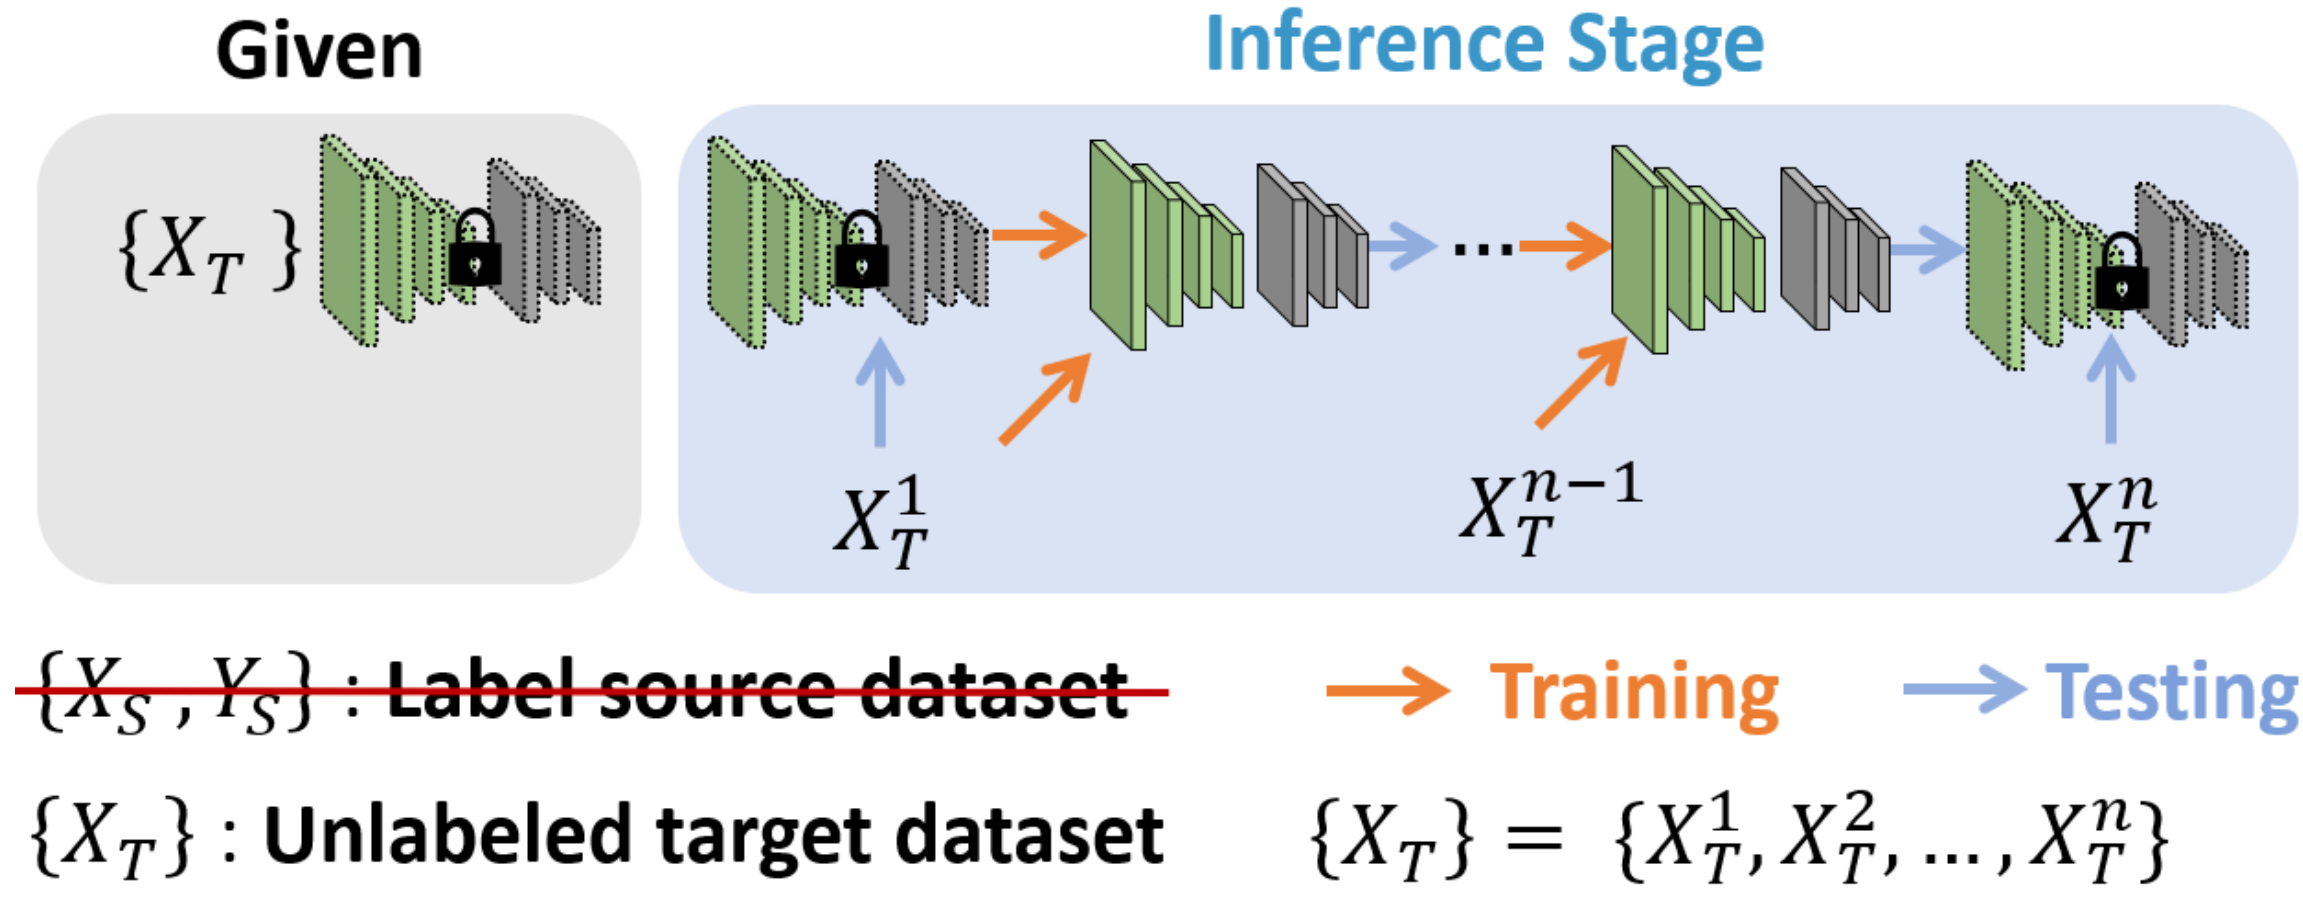 Given
Inference Stage
{X_T}
...
X_T^1
X_T^{n-1}
X_T^n
{X_S, Y_S} : Label source dataset
Training
Testing
{X_T} : Unlabeled target dataset
{X_T} = {X_T^1, X_T^2, ..., X_T^n}